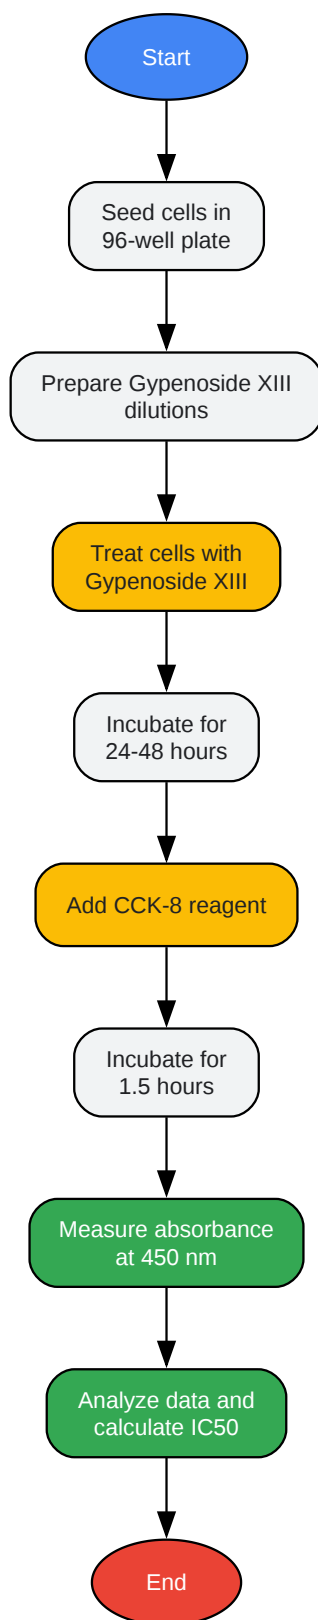 Start
Seed cells in
96-well plate
Prepare Gypenoside XIII
dilutions
Treat cells with
Gypenoside XIII
Incubate for
24-48 hours
Add CCK-8 reagent
Incubate for
1.5 hours
Measure absorbance
at 450 nm
Analyze data and
calculate IC50
End